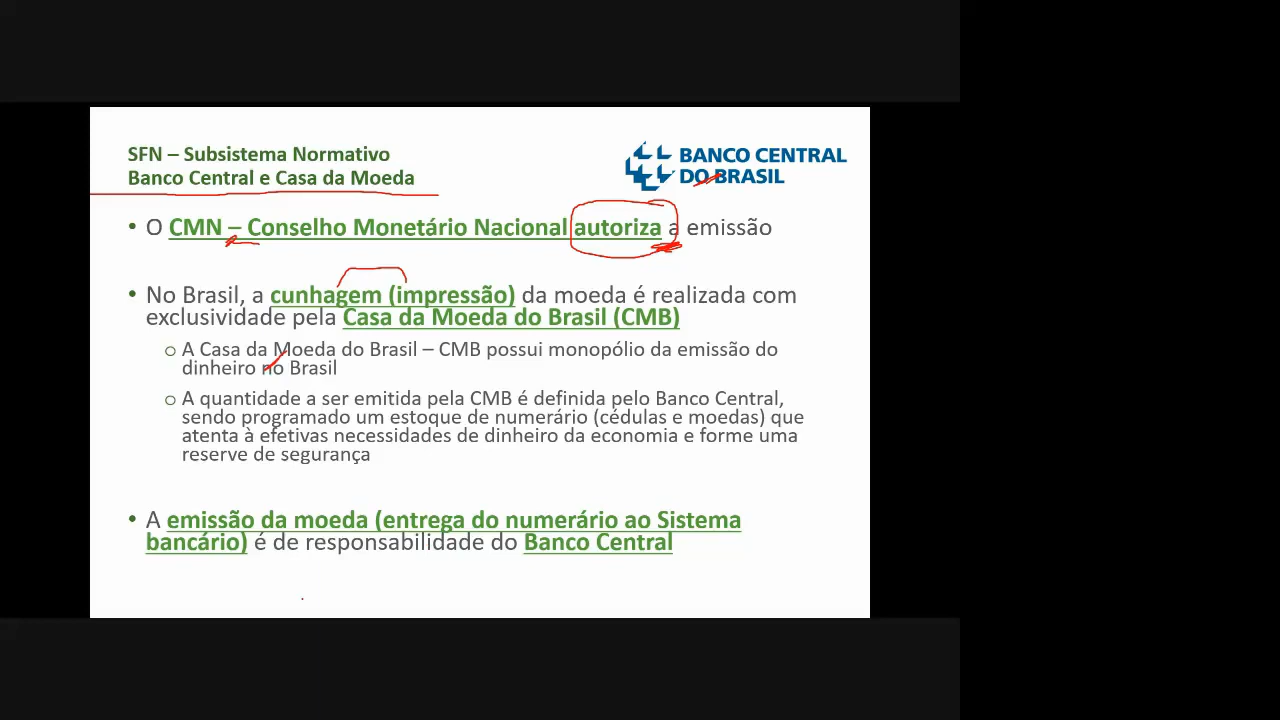 SFN – Subsistema Normativo
Banco Central e Casa da Moeda
BANCO CENTRAL
DO BRASIL
• O CMN – Conselho Monetário Nacional autoriza a emissão
• No Brasil, a cunhagem (impressão) da moeda é realizada com
exclusividade pela Casa da Moeda do Brasil (CMB)
o A Casa da Moeda do Brasil – CMB possui monopólio da emissão do
dinheiro no Brasil
o A quantidade a ser emitida pela CMB é definida pelo Banco Central,
sendo programado um estoque de numerário (cédulas e moedas) que
atenta à efetivas necessidades de dinheiro da economia e forme uma
reserve de segurança
• A emissão da moeda (entrega do numerário ao Sistema
bancário) é de responsabilidade do Banco Central